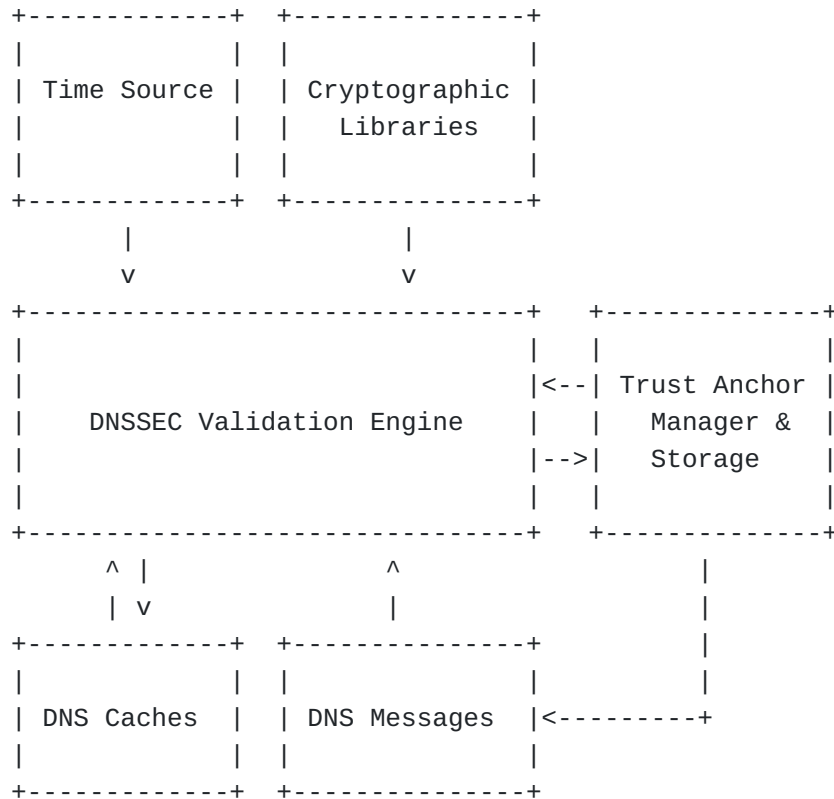 Time Source Cryptographic
Libraries
DNSSEC Validation Engine Trust Anchor
Manager &
Storage
DNS Caches DNS Messages